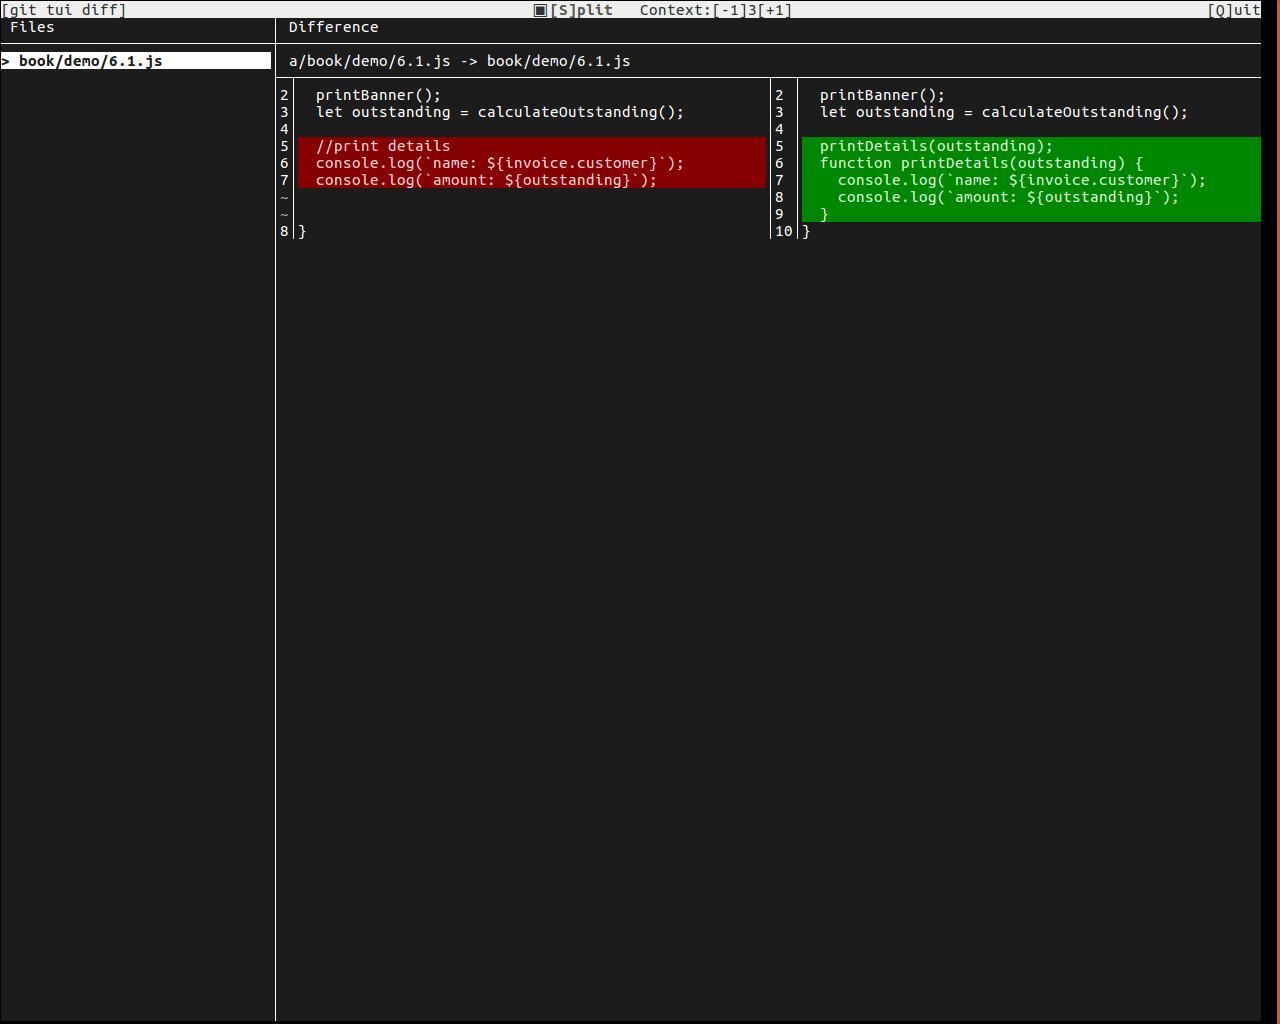 [git tui diff] ▣[S]plit Context:[-1]3[+1] [Q]uit
Files
> book/demo/6.1.js
Difference
a/book/demo/6.1.js -> book/demo/6.1.js
2   printBanner();
3   let outstanding = calculateOutstanding();
4
5   //print details
6   console.log(`name: ${invoice.customer}`);
7   console.log(`amount: ${outstanding}`);
~
~
8 }
2   printBanner();
3   let outstanding = calculateOutstanding();
4
5   printDetails(outstanding);
6   function printDetails(outstanding) {
7     console.log(`name: ${invoice.customer}`);
8     console.log(`amount: ${outstanding}`);
9   }
10 }